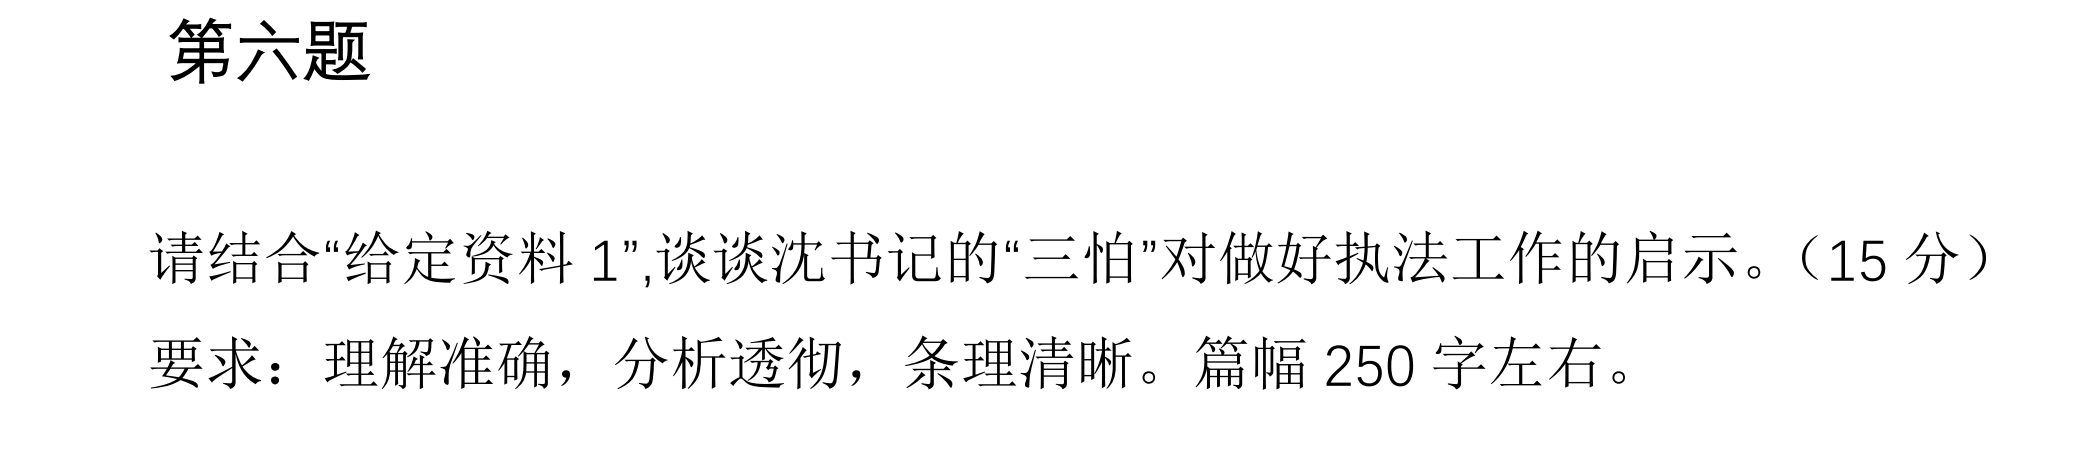 第六题
请结合“给定资料 1”,谈谈沈书记的“三怕”对做好执法工作的启示。（15 分）
要求：理解准确，分析透彻，条理清晰。篇幅 250 字左右。